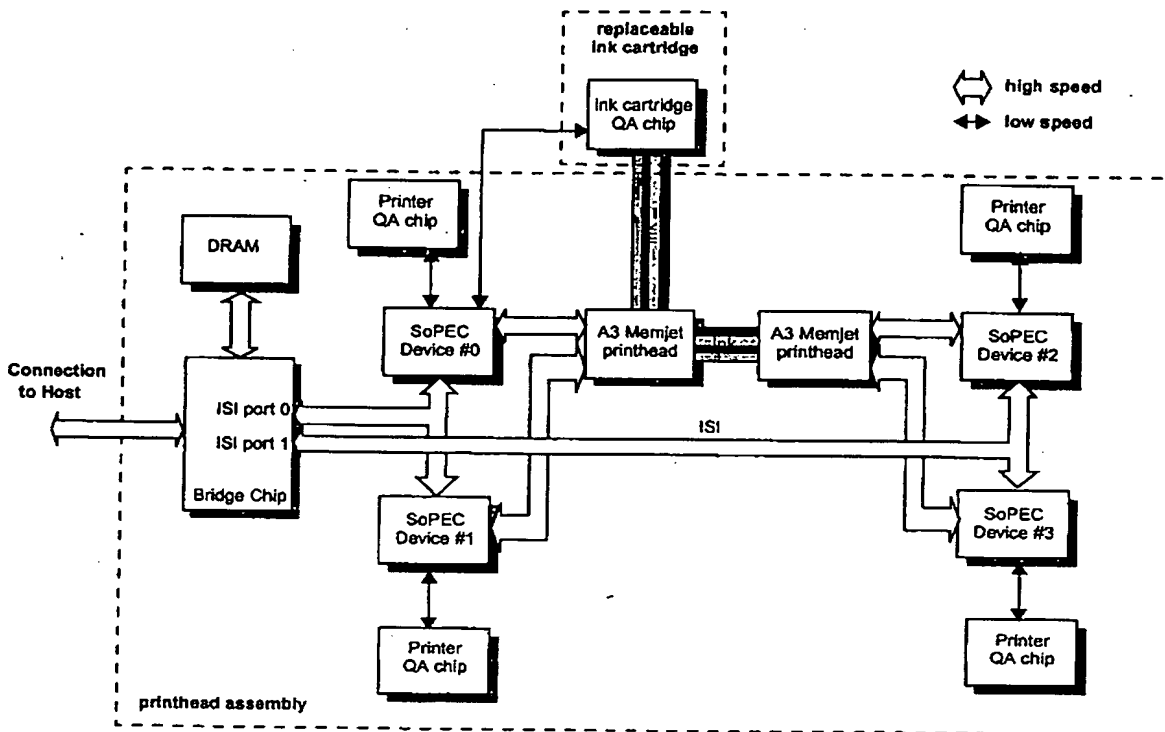 replaceable
ink cartridge
Ink cartridge
QA chip
high speed
low speed
Printer
QA chip
Printer
QA chip
DRAM
Ink
SoPEC
Device #0
A3 Memjet
printhead
Ink
A3 Memjet
printhead
SoPEC
Device #2
Connection
to Host
ISI port 0
ISI port 1
ISI
Bridge Chip
SoPEC
Device #1
SoPEC
Device #3
Printer
QA chip
Printer
QA chip
printhead assembly